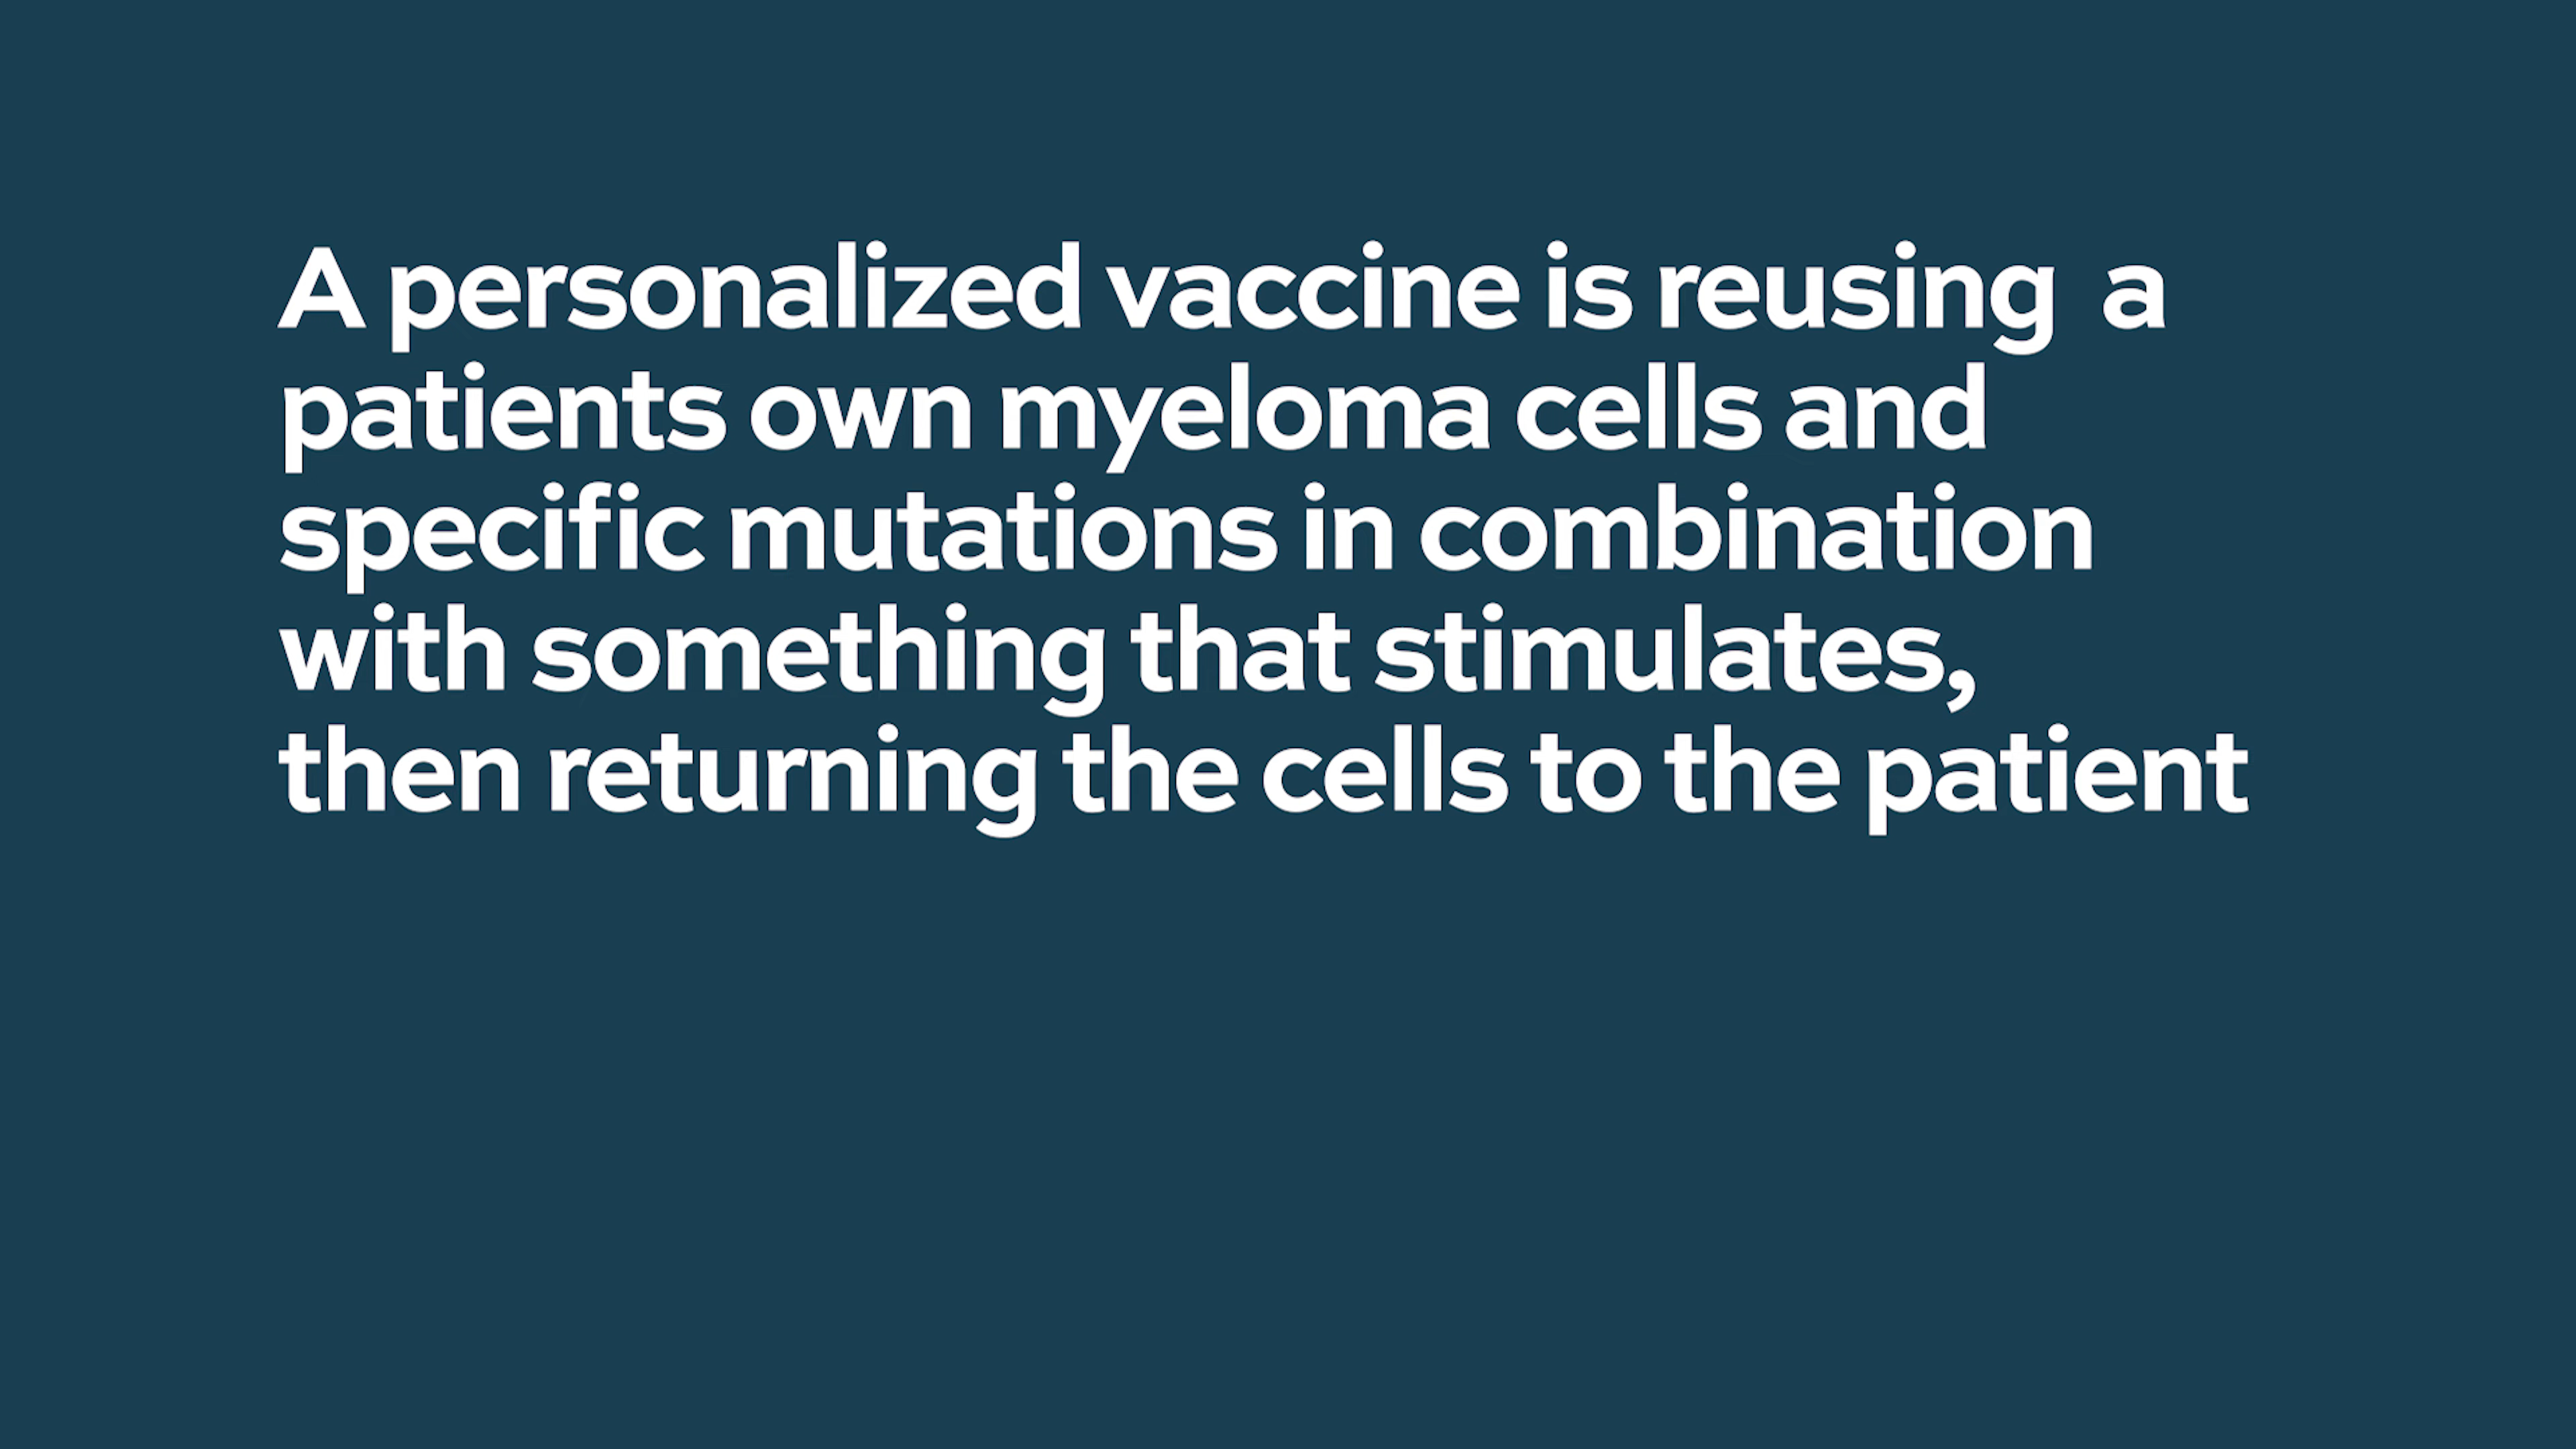 A personalized vaccine is reusing  a
patients own myeloma cells and
specific mutations in combination
with something that stimulates,
then returning the cells to the patient